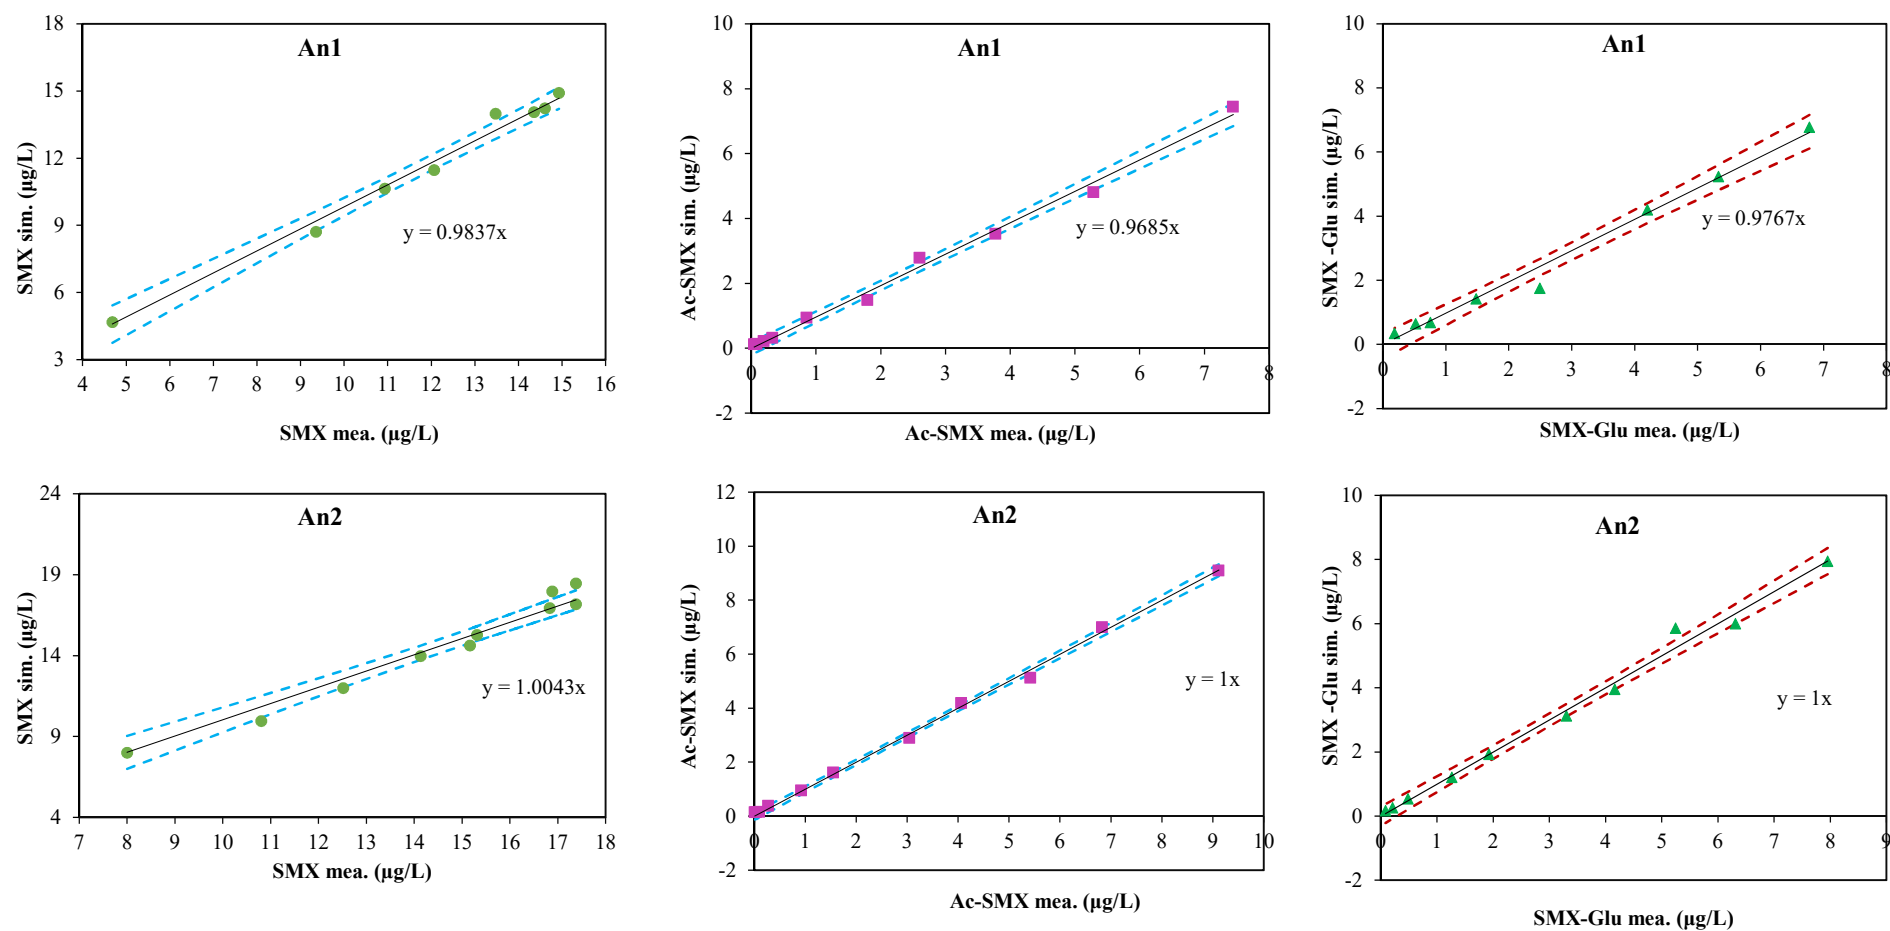 An1
SMX sim. (µg/L)
18
15
12
9
6
3
y = 0.9837x
4 5 6 7 8 9 10 11 12 13 14 15 16
SMX mea. (µg/L)
An1
Ac-SMX sim. (µg/L)
10
8
6
4
2
0
-2
y = 0.9685x
0 1 2 3 4 5 6 7 8
Ac-SMX mea. (µg/L)
An1
SMX -Glu sim. (µg/L)
10
8
6
4
2
0
-2
y = 0.9767x
0 1 2 3 4 5 6 7 8
SMX-Glu mea. (µg/L)
An2
SMX sim. (µg/L)
24
19
14
9
4
y = 1.0043x
7 8 9 10 11 12 13 14 15 16 17 18
SMX mea. (µg/L)
An2
Ac-SMX sim. (µg/L)
12
10
8
6
4
2
0
-2
y = 1x
0 1 2 3 4 5 6 7 8 9 10
Ac-SMX mea. (µg/L)
An2
SMX -Glu sim. (µg/L)
10
8
6
4
2
0
-2
y = 1x
0 1 2 3 4 5 6 7 8 9
SMX-Glu mea. (µg/L)